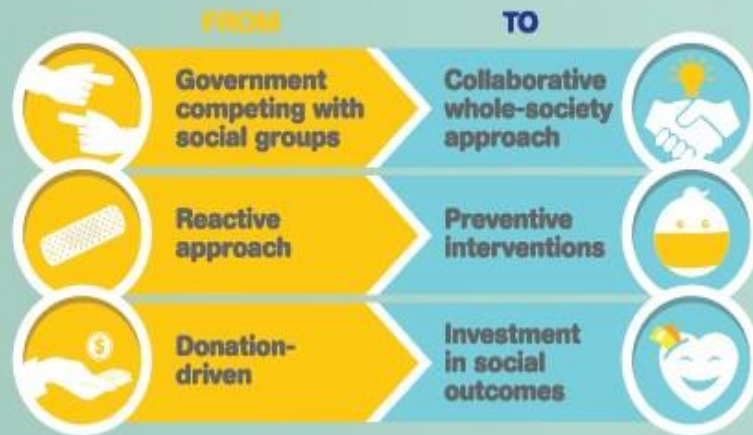 FROM
TO
Government
competing with
social groups
Collaborative
whole-society
approach
Reactive
approach
Preventive
interventions
$
Donation-
driven
Investment
in social
outcomes